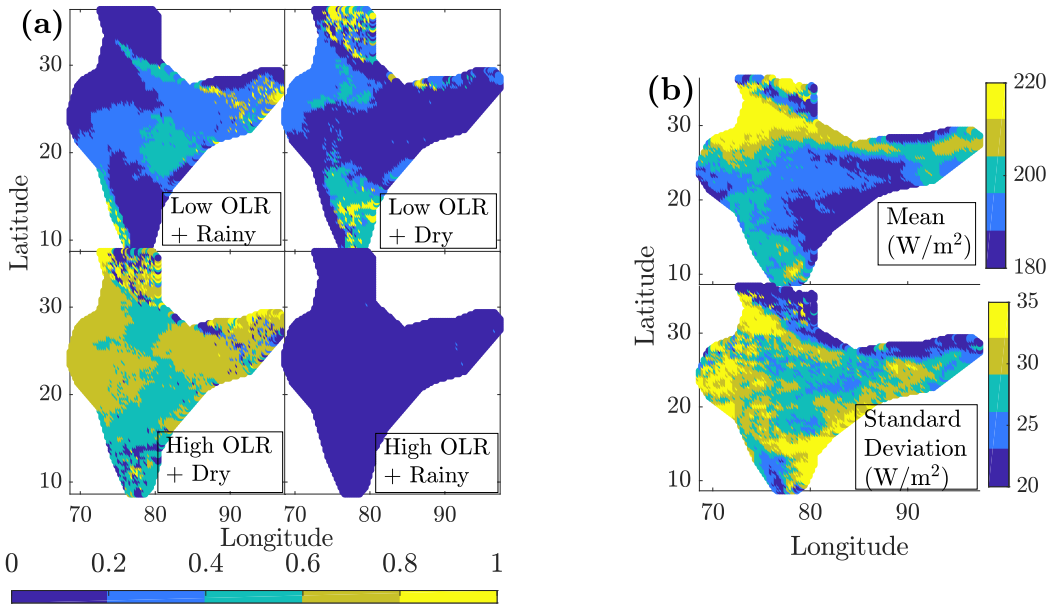 (a)
30
20
10
Latitude
Low OLR
+ Rainy
Low OLR
+ Dry
30
20
10
High OLR
+ Dry
High OLR
+ Rainy
70 80 90 70 80 90
Longitude
0 0.2 0.4 0.6 0.8 1
(b)
30
20
10
Mean
(W/m²)
220
200
180
Latitude
30
20
10
Standard
Deviation
(W/m²)
35
30
25
20
70 80 90
Longitude